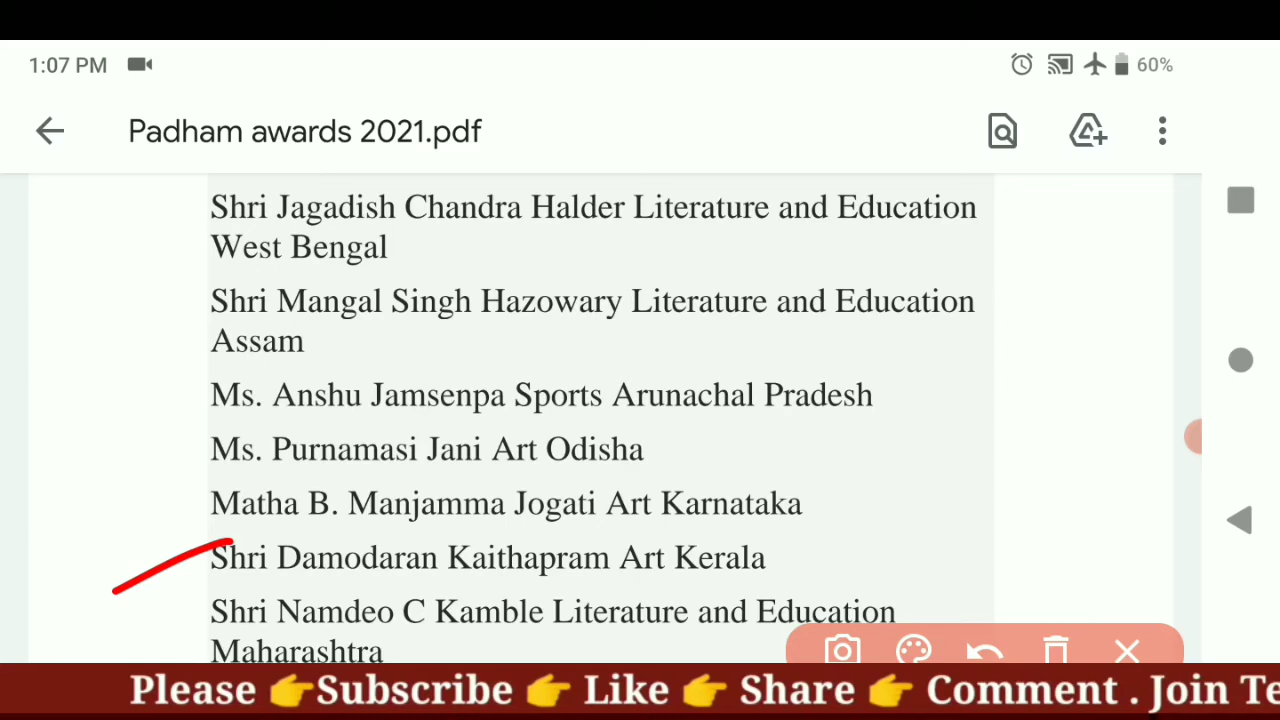 1:07 PM 60%
Padham awards 2021.pdf
Shri Jagadish Chandra Halder Literature and Education
West Bengal
Shri Mangal Singh Hazowary Literature and Education
Assam
Ms. Anshu Jamsenpa Sports Arunachal Pradesh
Ms. Purnamasi Jani Art Odisha
Matha B. Manjamma Jogati Art Karnataka
Shri Damodaran Kaithapram Art Kerala
Shri Namdeo C Kamble Literature and Education
Maharashtra
Please 👉Subscribe 👉 Like 👉 Share 👉 Comment . Join Te